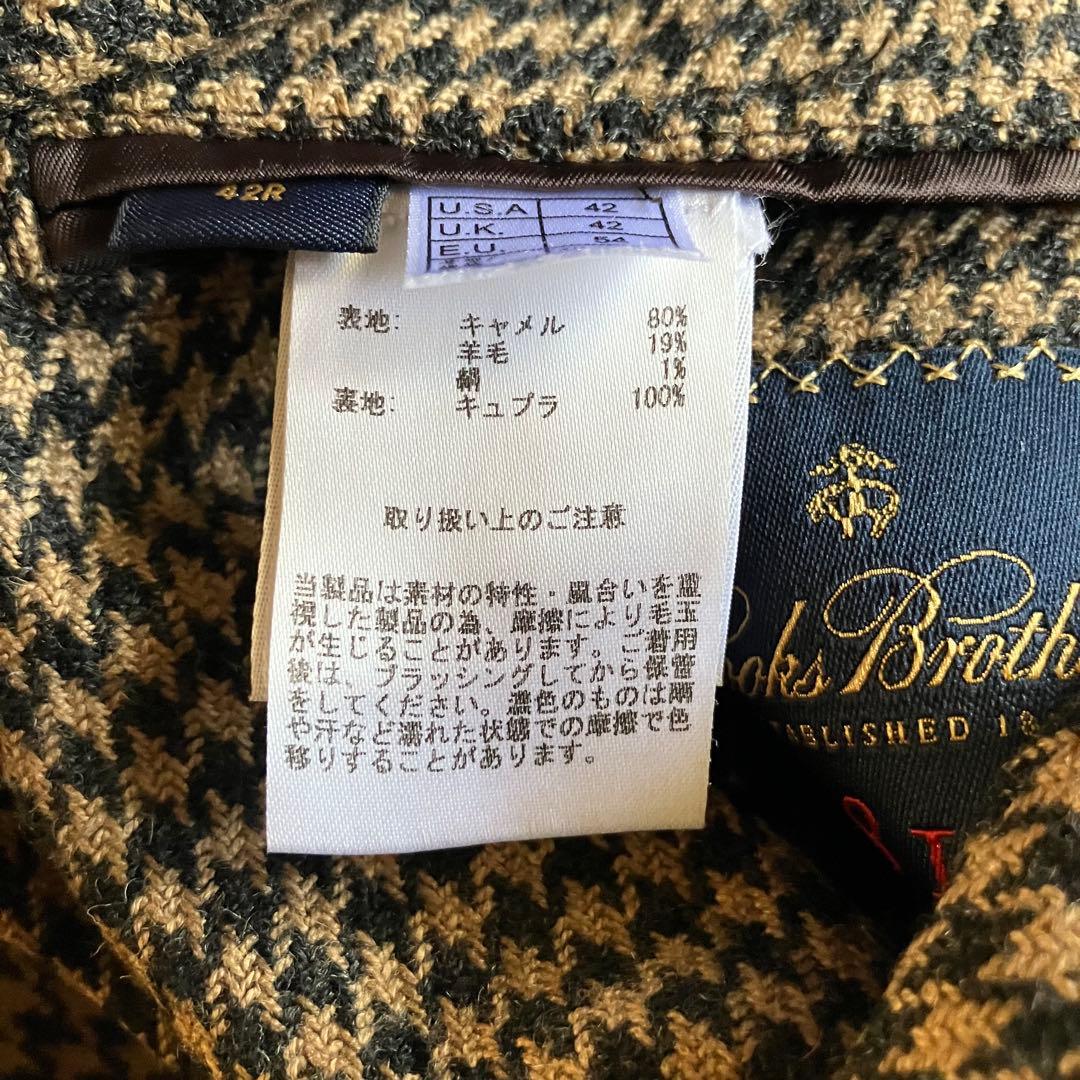 42R
U.S.A 42
U.K. 42
E.U. 54
表地: キャメル 80%
羊毛 19%
絹 1%
裏地: キュプラ 100%
取り扱い上のご注意
当製品は素材の特性・風合いを重
視した製品の為、摩擦により毛玉
が生じることがあります。ご着用
後は、ブラッシングしてから保管
をしてください。濃色のものは雨
や汗など濡れた状態での摩擦で色
移りすることがあります。
ooks Broth
ABLISHED 18